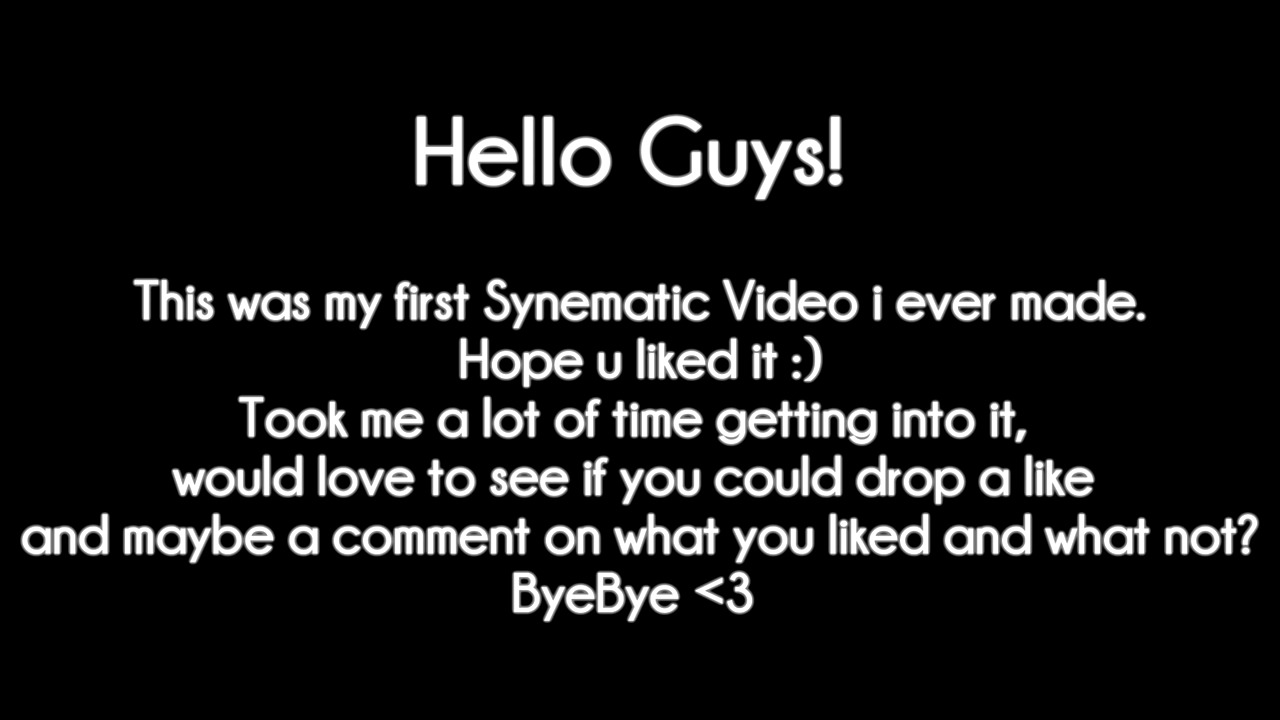 Hello Guys!
This was my first Synematic Video i ever made.
Hope u liked it :)
Took me a lot of time getting into it,
would love to see if you could drop a like
and maybe a comment on what you liked and what not?
ByeBye <3